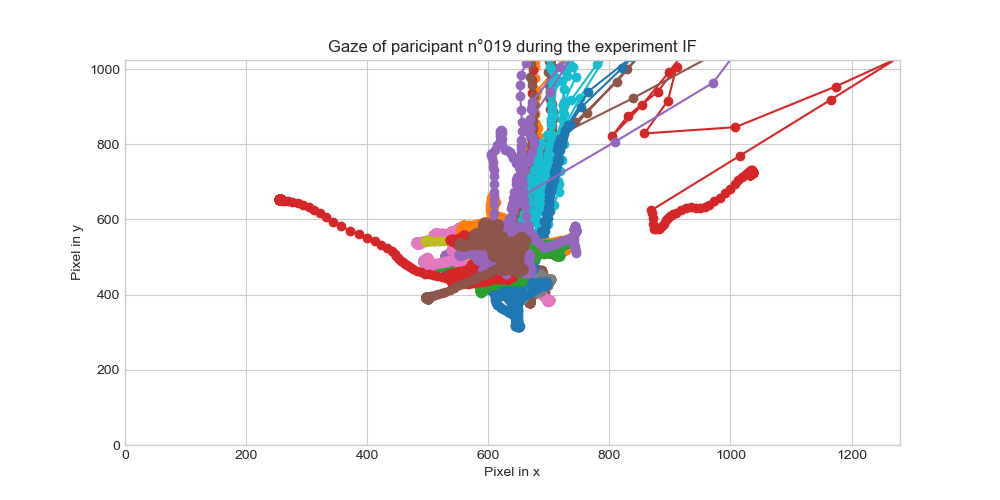 Gaze of paricipant n°019 during the experiment IF
Pixel in y
1000
800
600
400
200
0
0 200 400 600 800 1000 1200
Pixel in x